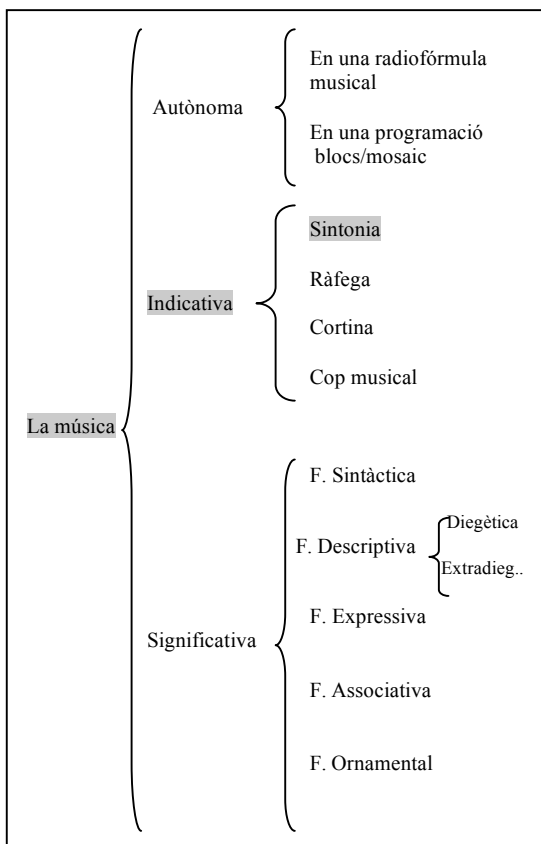 La música
Autònoma
En una radiofórmula
musical
En una programació
blocs/mosaic
Indicativa
Sintonia
Ràfega
Cortina
Cop musical
Significativa
F. Sintàctica
F. Descriptiva
Diegètica
Extradieg..
F. Expressiva
F. Associativa
F. Ornamental